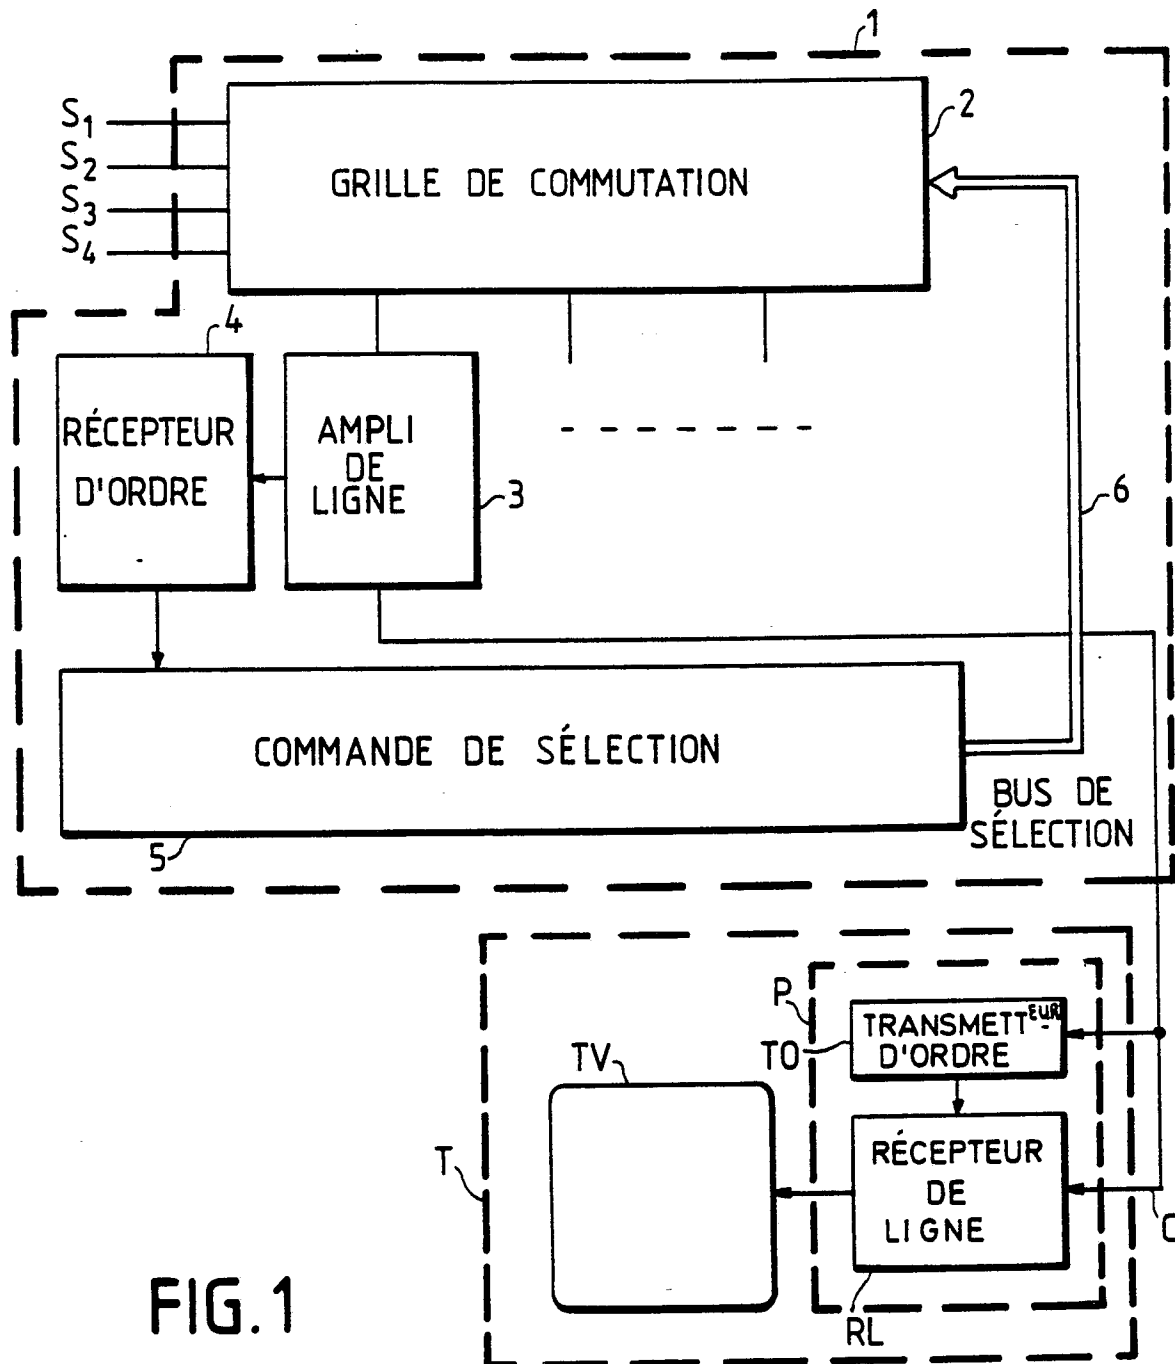 1
S1
S2
S3
S4
GRILLE DE COMMUTATION
2
4
RÉCEPTEUR
D'ORDRE
AMPLI
DE
LIGNE
3
6
COMMANDE DE SÉLECTION
5
BUS DE
SÉLECTION
P
TO
TRANSMETTEUR
D'ORDRE
TV
T
RÉCEPTEUR
DE
LIGNE
RL
FIG.1